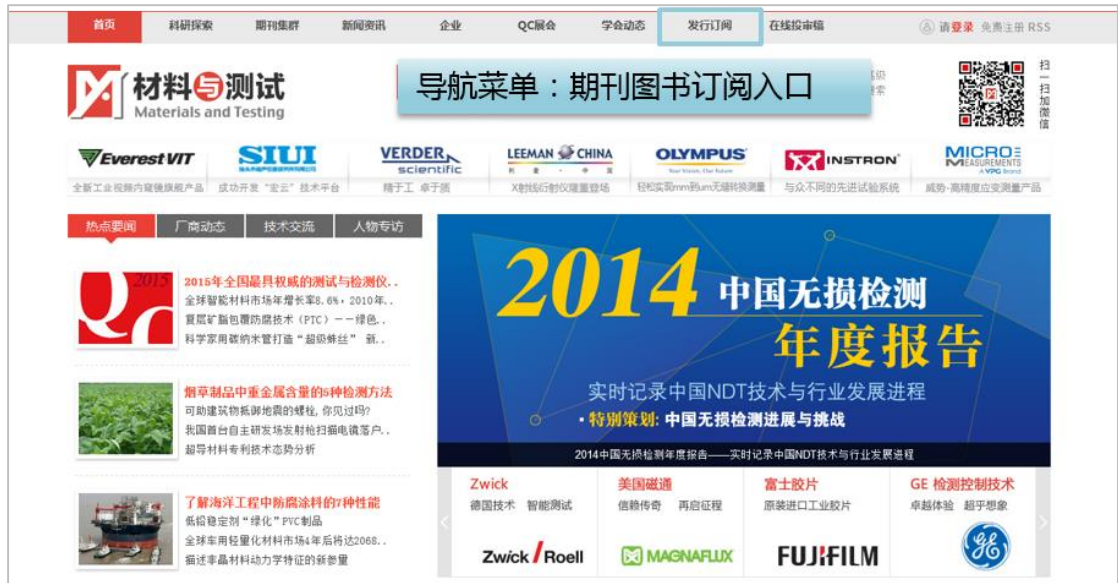 首页 科研探索 期刊集群 新闻资讯 企业 QC展会 学会动态 发行订阅 在线投审稿 请登录 免费注册 RSS
材料与测试
Materials and Testing
导航菜单：期刊图书订阅入口
扫一扫加微信
Everest VIT SIUI VERDER scientific LEEMAN CHINA OLYMPUS INSTRON MICRO MEASUREMENTS
Your Vision, Our Future
A VPG Brand
全新工业视频内窥镜旗舰产品 成功开发“宏云”技术平台 精于工 卓于质 X射线衍射仪隆重登场 轻松实现mm到um无缝转换测量 与众不同的先进试验系统 威势-高精度应变测量产品
热点要闻 厂商动态 技术交流 人物专访
2015
QC
2015年全国最具权威的测试与检测仪..
全球智能材料市场年增长率8.6%，2010年..
复层矿脂包覆防腐技术（PTC）——绿色..
科学家用碳纳米管打造“超级蛛丝” 新..
烟草制品中重金属含量的5种检测方法
可助建筑物抵御地震的螺栓,你见过吗?
我国首台自主研发场发射枪扫描电镜落户..
超导材料专利技术态势分析
了解海洋工程中防腐涂料的7种性能
低铅稳定剂“绿化”PVC制品
全球车用轻量化材料市场4年后将达2068..
描述非晶材料动力学特征的新参量
2014 中国无损检测
年度报告
实时记录中国NDT技术与行业发展进程
·特别策划: 中国无损检测进展与挑战
2014中国无损检测年度报告——实时记录中国NDT技术与行业发展进程
Zwick 美国磁通 富士胶片 GE 检测控制技术
德国技术 智能测试 信赖传奇 再启征程 原装进口工业胶片 卓越体验 超乎想象
Zwick / Roell MAGNAFLUX FUJIFILM GE